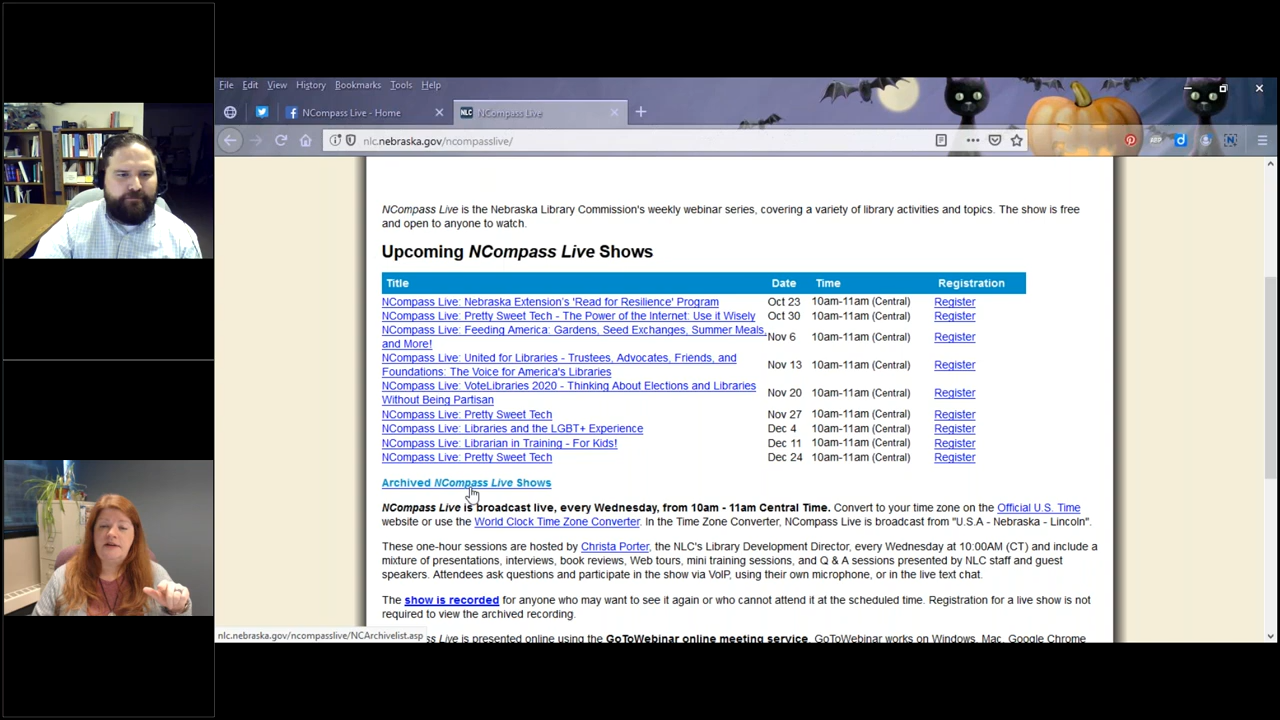 File Edit View History Bookmarks Tools Help
NCompass Live - Home
NLC NCompass Live
nlc.nebraska.gov/ncompasslive/
NCompass Live is the Nebraska Library Commission's weekly webinar series, covering a variety of library activities and topics. The show is free
and open to anyone to watch.
Upcoming NCompass Live Shows
Title Date Time Registration
NCompass Live: Nebraska Extension's 'Read for Resilience' Program Oct 23 10am-11am (Central) Register
NCompass Live: Pretty Sweet Tech - The Power of the Internet: Use it Wisely Oct 30 10am-11am (Central) Register
NCompass Live: Feeding America: Gardens, Seed Exchanges, Summer Meals,
and More! Nov 6 10am-11am (Central) Register
NCompass Live: United for Libraries - Trustees, Advocates, Friends, and
Foundations: The Voice for America's Libraries Nov 13 10am-11am (Central) Register
NCompass Live: VoteLibraries 2020 - Thinking About Elections and Libraries
Without Being Partisan Nov 20 10am-11am (Central) Register
NCompass Live: Pretty Sweet Tech Nov 27 10am-11am (Central) Register
NCompass Live: Libraries and the LGBT+ Experience Dec 4 10am-11am (Central) Register
NCompass Live: Librarian in Training - For Kids! Dec 11 10am-11am (Central) Register
NCompass Live: Pretty Sweet Tech Dec 24 10am-11am (Central) Register
Archived NCompass Live Shows
NCompass Live is broadcast live, every Wednesday, from 10am - 11am Central Time. Convert to your time zone on the Official U.S. Time
website or use the World Clock Time Zone Converter. In the Time Zone Converter, NCompass Live is broadcast from "U.S.A - Nebraska - Lincoln".
These one-hour sessions are hosted by Christa Porter, the NLC's Library Development Director, every Wednesday at 10:00AM (CT) and include a
mixture of presentations, interviews, book reviews, Web tours, mini training sessions, and Q & A sessions presented by NLC staff and guest
speakers. Attendees ask questions and participate in the show via VoIP, using their own microphone, or in the live text chat.
The show is recorded for anyone who may want to see it again or who cannot attend it at the scheduled time. Registration for a live show is not
required to view the archived recording.
nlc.nebraska.gov/ncompasslive/NCArchivelist.asp
Live is presented online using the GoToWebinar online meeting service. GoToWebinar works on Windows, Mac, Google Chrome